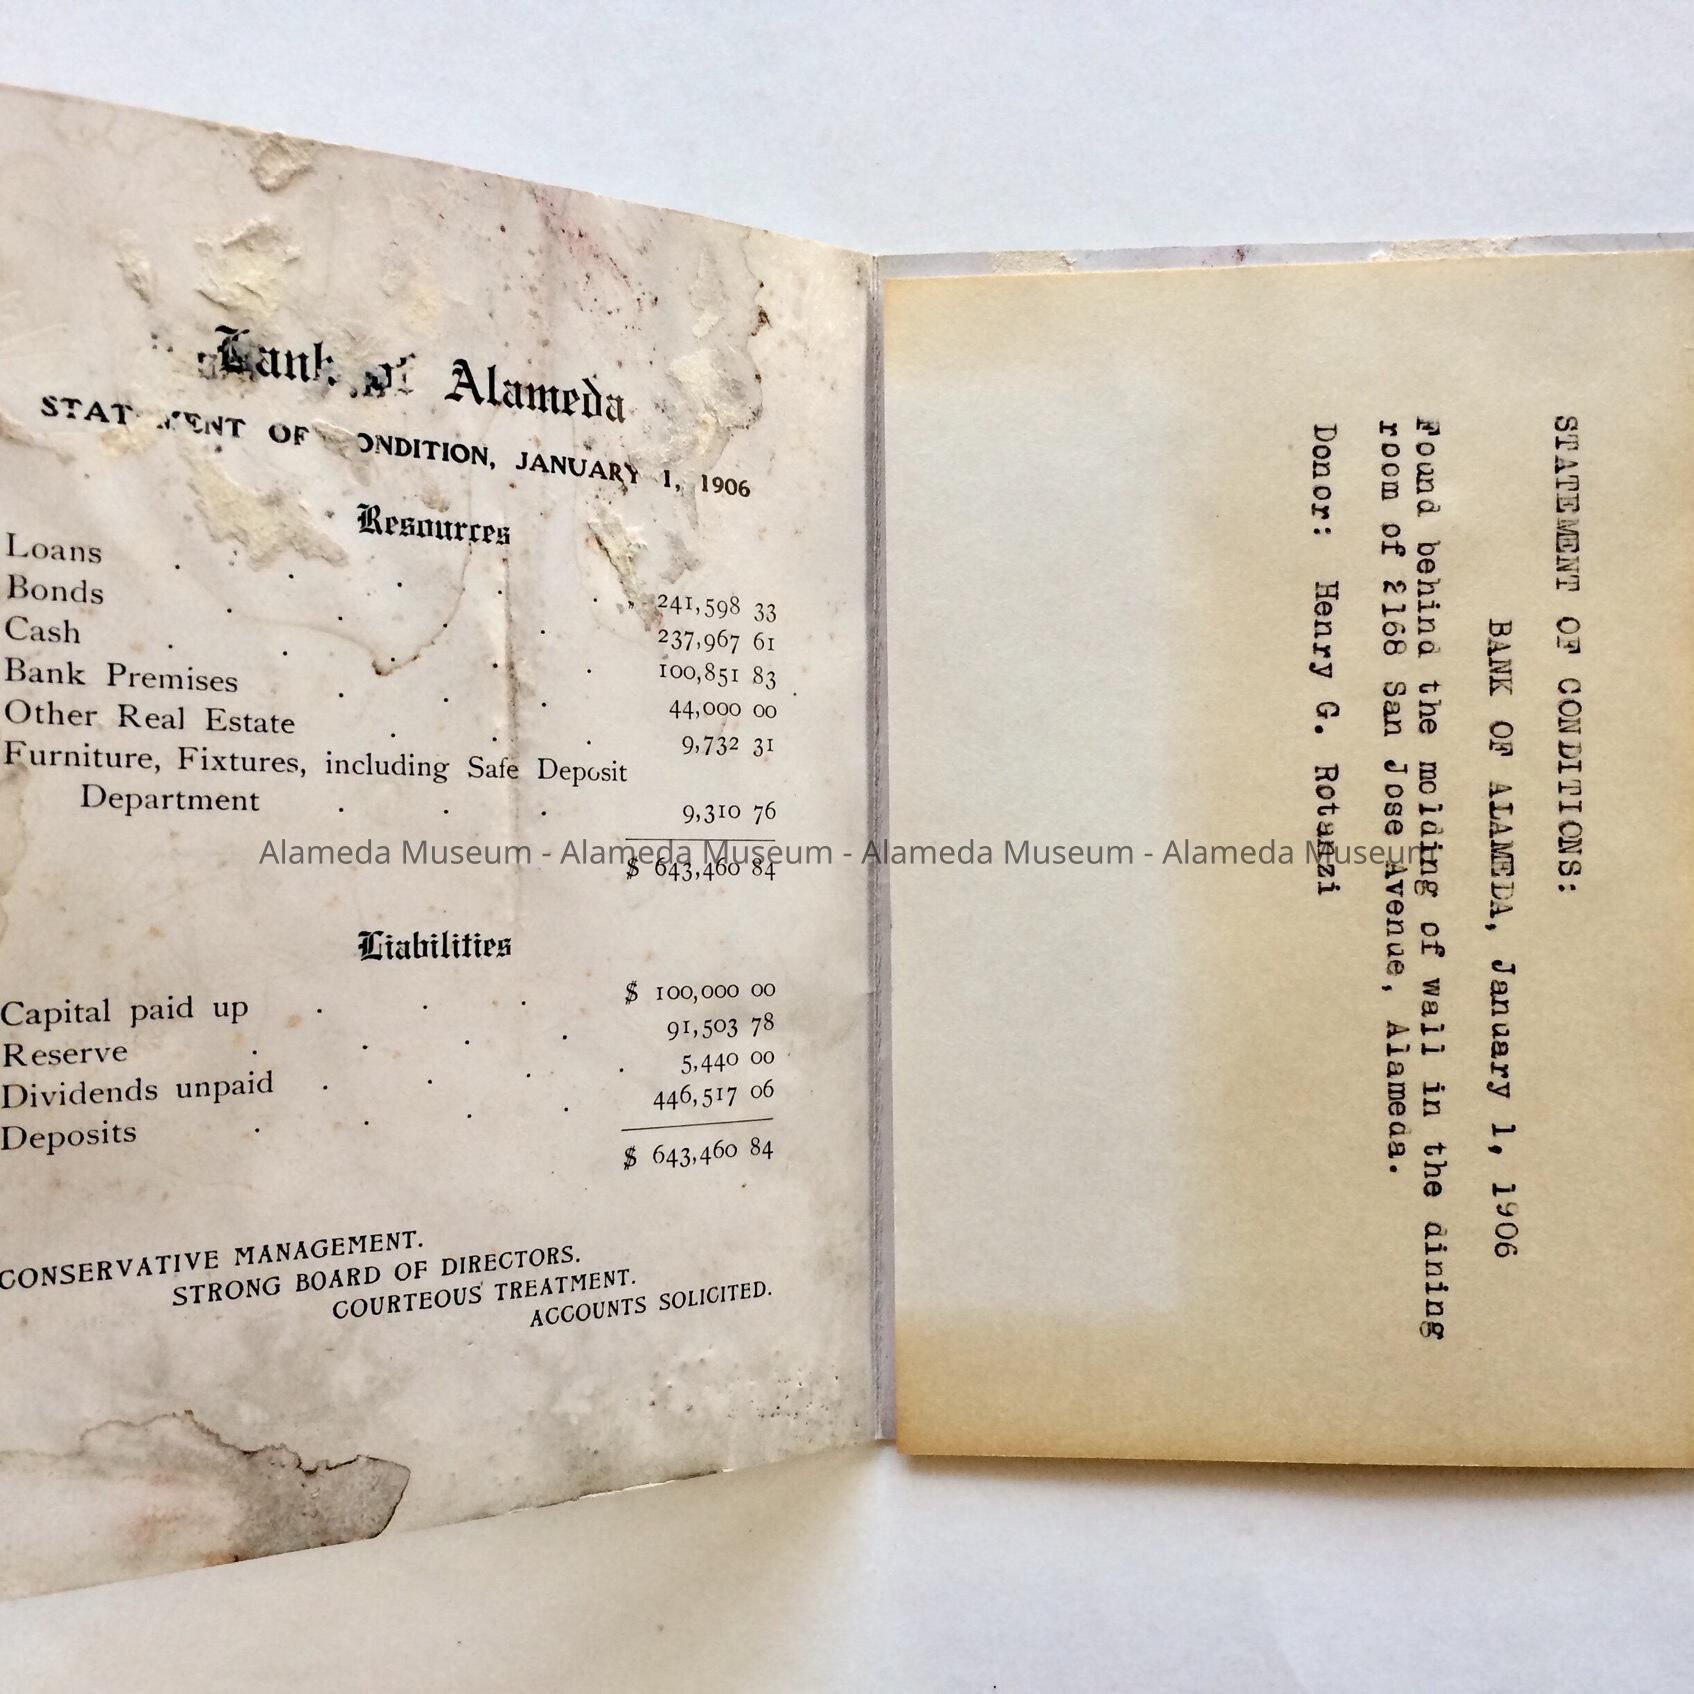 Bank of Alameda
STATEMENT OF CONDITION, JANUARY 1, 1906
Resources
Loans . . . . . 241,598 33
Bonds . . . . 237,967 61
Cash . . . . 100,851 83
Bank Premises . . 44,000 00
Other Real Estate . . . 9,732 31
Furniture, Fixtures, including Safe Deposit
Department . . . 9,310 76
$ 643,460 84
Liabilities
Capital paid up . . . $ 100,000 00
Reserve . . . . 91,503 78
Dividends unpaid . . . . 5,440 00
Deposits . . . . 446,517 06
$ 643,460 84
CONSERVATIVE MANAGEMENT.
STRONG BOARD OF DIRECTORS.
COURTEOUS TREATMENT.
ACCOUNTS SOLICITED.
STATEMENT OF CONDITIONS:
BANK OF ALAMEDA, January 1, 1906
Found behind the molding of wall in the dining
room of 2168 San Jose Avenue, Alameda.
Donor: Henry G. Rotanzi
Alameda Museum - Alameda Museum - Alameda Museum - Alameda Museum